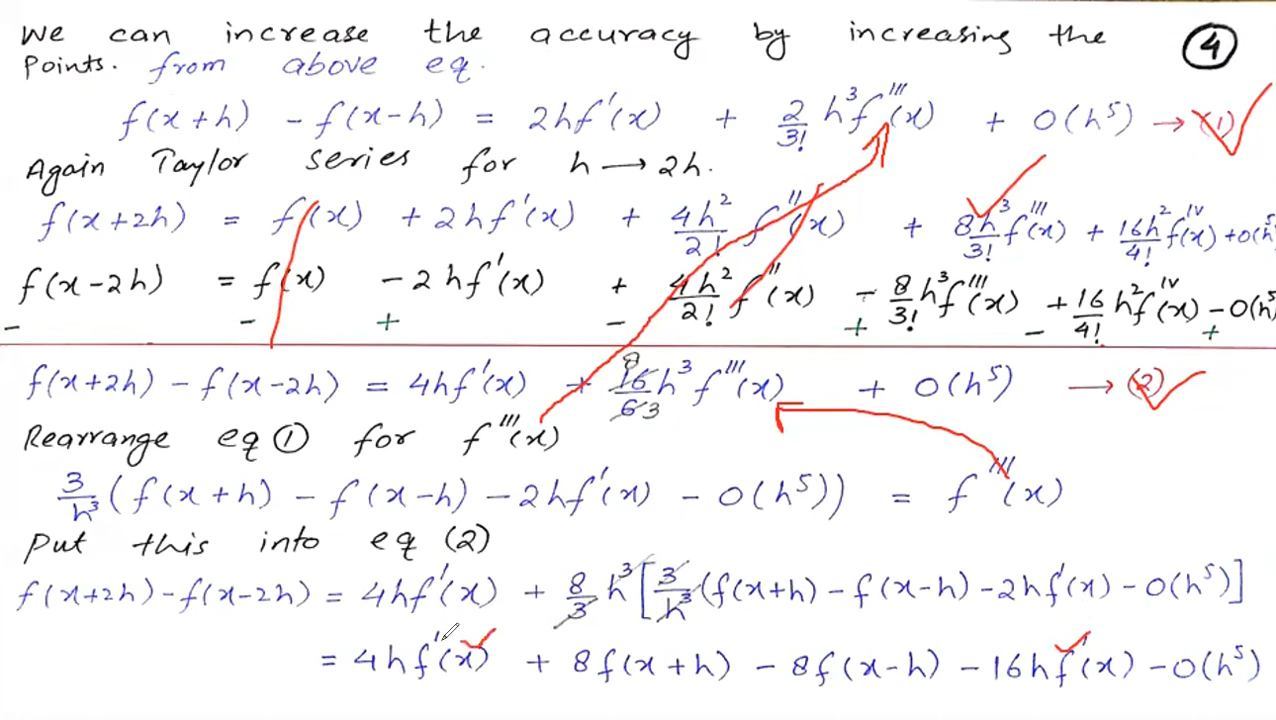 We can increase the accuracy by increasing the (4)
Points. from above eq.
f(x+h) - f(x-h) = 2hf'(x) + 2/3! h³f'''(x) + O(h⁵) → (1)
Again Taylor series for h → 2h.
f(x+2h) = f(x) + 2hf'(x) + 4h²/2! f''(x) + 8h³/3! f'''(x) + 16h²/4! f^IV(x) + O(h⁵
f(x-2h) = f(x) - 2hf'(x) + 4h²/2! f''(x) - 8/3! h³f'''(x) + 16/4! h²f^IV(x) - O(h⁵
- - + - + - +
f(x+2h) - f(x-2h) = 4hf'(x) + 16/6 8/3 h³f'''(x) + O(h⁵) → (2)
Rearrange eq ① for f'''(x)
3/h³ (f(x+h) - f(x-h) - 2hf'(x) - O(h⁵)) = f'''(x)
Put this into eq (2)
f(x+2h) - f(x-2h) = 4hf'(x) + 8/3 h³ [3/h³ (f(x+h) - f(x-h) - 2hf'(x) - O(h⁵)]
= 4hf'(x) + 8f(x+h) - 8f(x-h) - 16hf'(x) - O(h⁵)